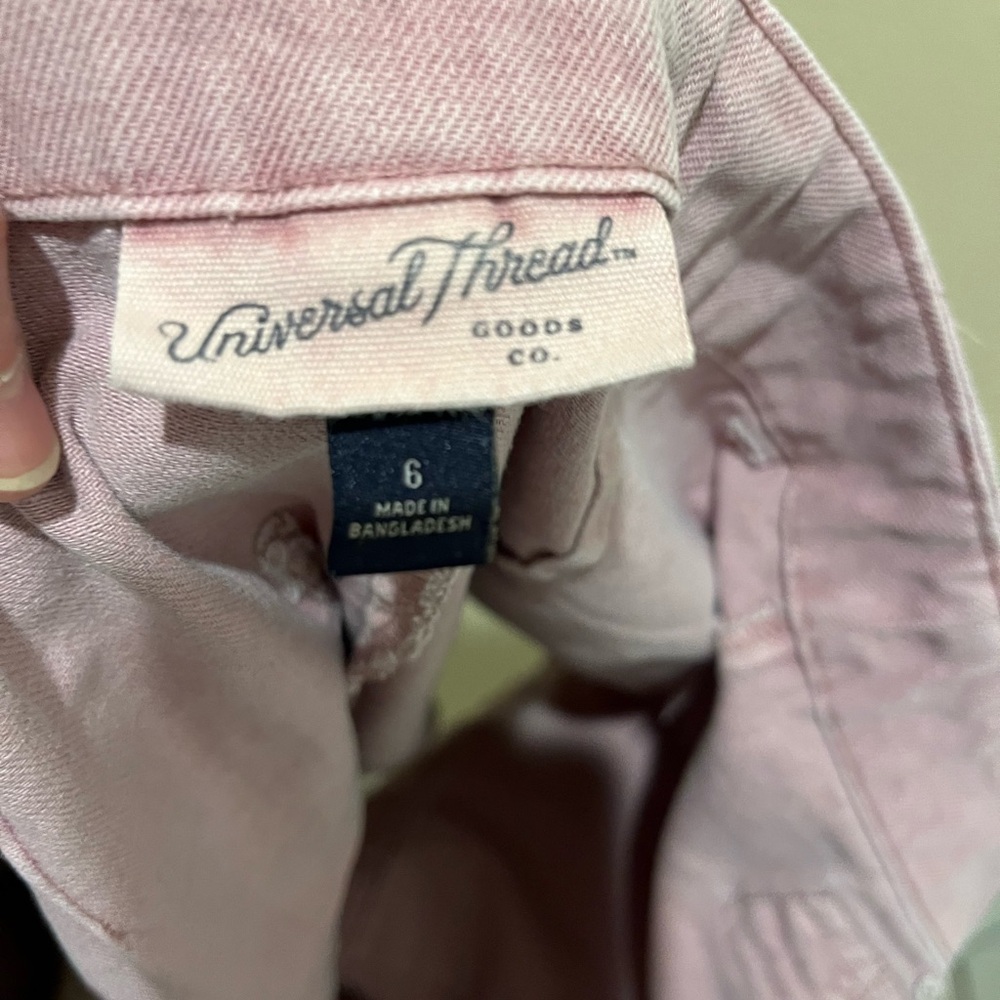 Universal Thread™
GOODS
CO.
6
MADE IN
BANGLADESH